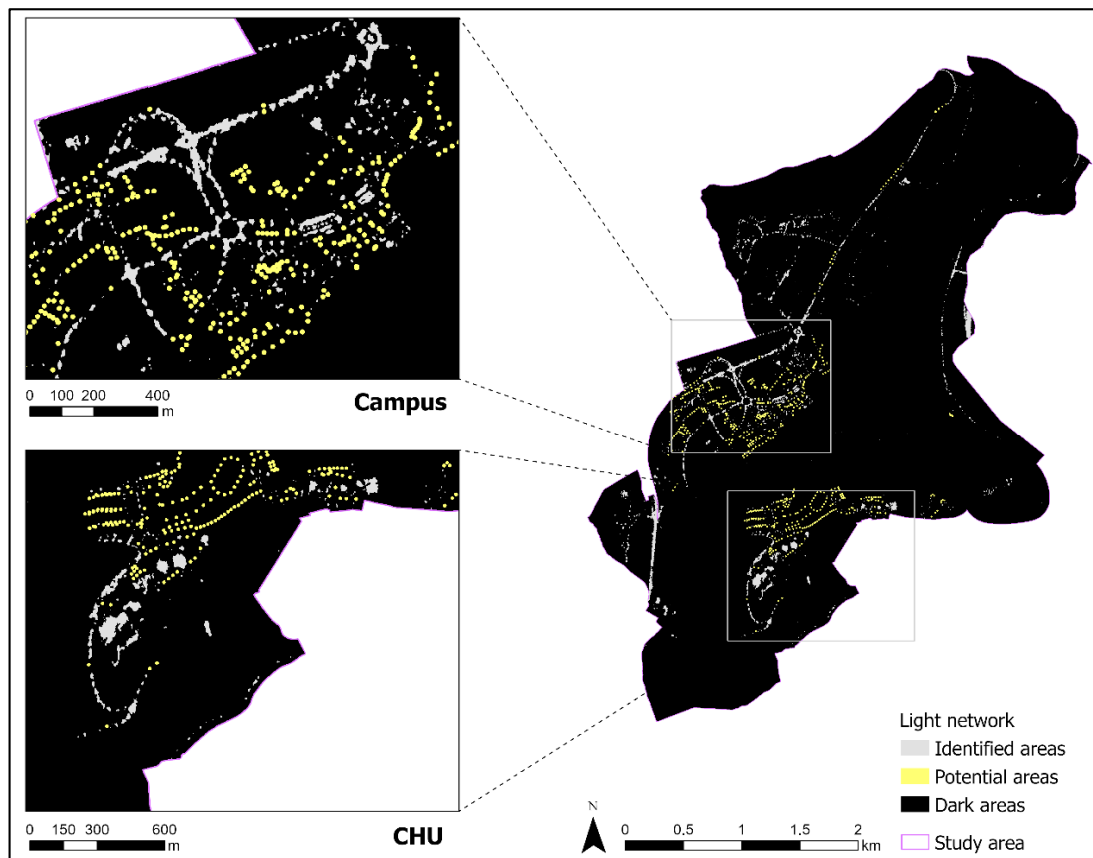 0 100 200 400
m
Campus
0 150 300 600
m
CHU
Light network
Identified areas
Potential areas
Dark areas
Study area
N
0 0.5 1 1.5 2
km